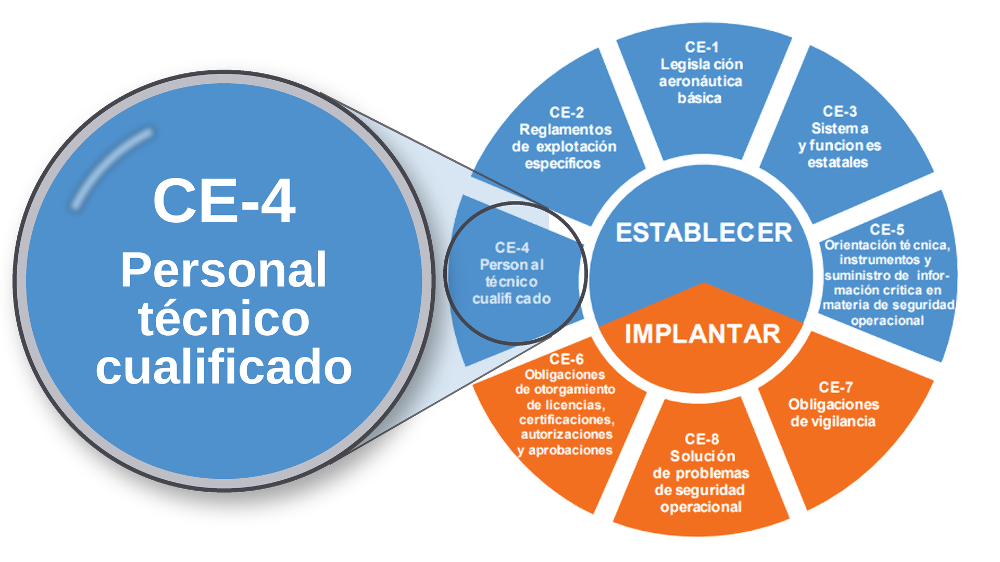 CE-4
Personal
técnico
cualificado
CE-1
Legislación
aeronáutica
básica
CE-2
Reglamentos
de explotación
específicos
CE-3
Sistema
y funciones
estatales
CE-4
Personal
técnico
cualificado
ESTABLECER
CE-5
Orientación técnica,
instrumentos y
suministro de infor-
mación crítica en
materia de seguridad
operacional
IMPLANTAR
CE-6
Obligaciones
de otorgamiento
de licencias,
certificaciones,
autorizaciones
y aprobaciones
CE-7
Obligaciones
de vigilancia
CE-8
Solución
de problemas
de seguridad
operacional